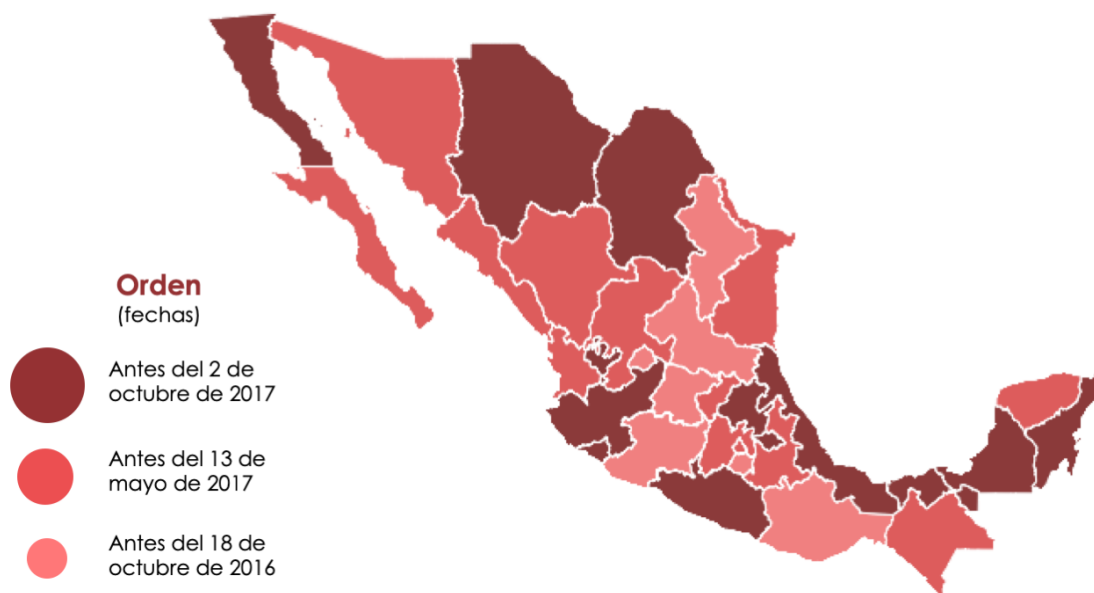 Orden
(fechas)
Antes del 2 de
octubre de 2017
Antes del 13 de
mayo de 2017
Antes del 18 de
octubre de 2016